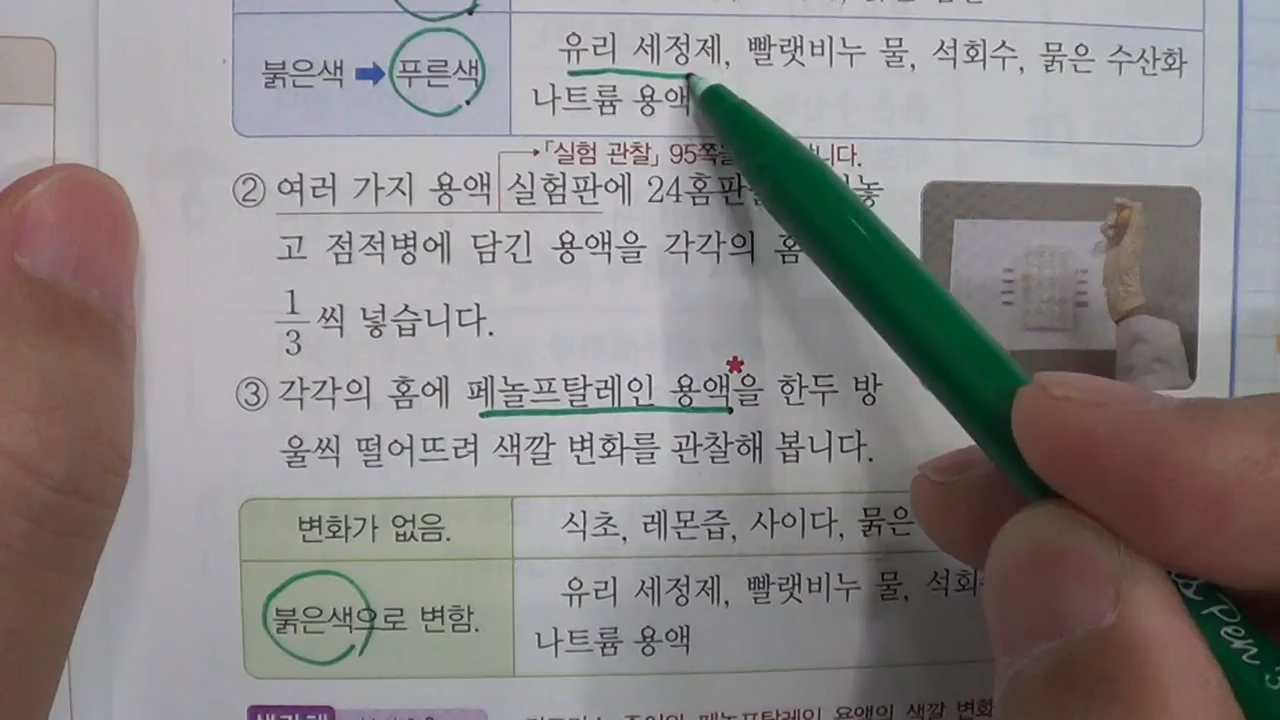 붉은색 ➡ 푸른색
유리 세정제, 빨랫비누 물, 석회수, 묽은 수산화
나트륨 용액
「실험 관찰」 95쪽
② 여러 가지 용액 실험판에 24홈판
고 점적병에 담긴 용액을 각각의 홈
1/3 씩 넣습니다.
③ 각각의 홈에 페놀프탈레인 용액*을 한두 방
울씩 떨어뜨려 색깔 변화를 관찰해 봅니다.
변화가 없음.
식초, 레몬즙, 사이다, 묽은
붉은색으로 변함.
유리 세정제, 빨랫비누 물, 석회
나트륨 용액
Pen